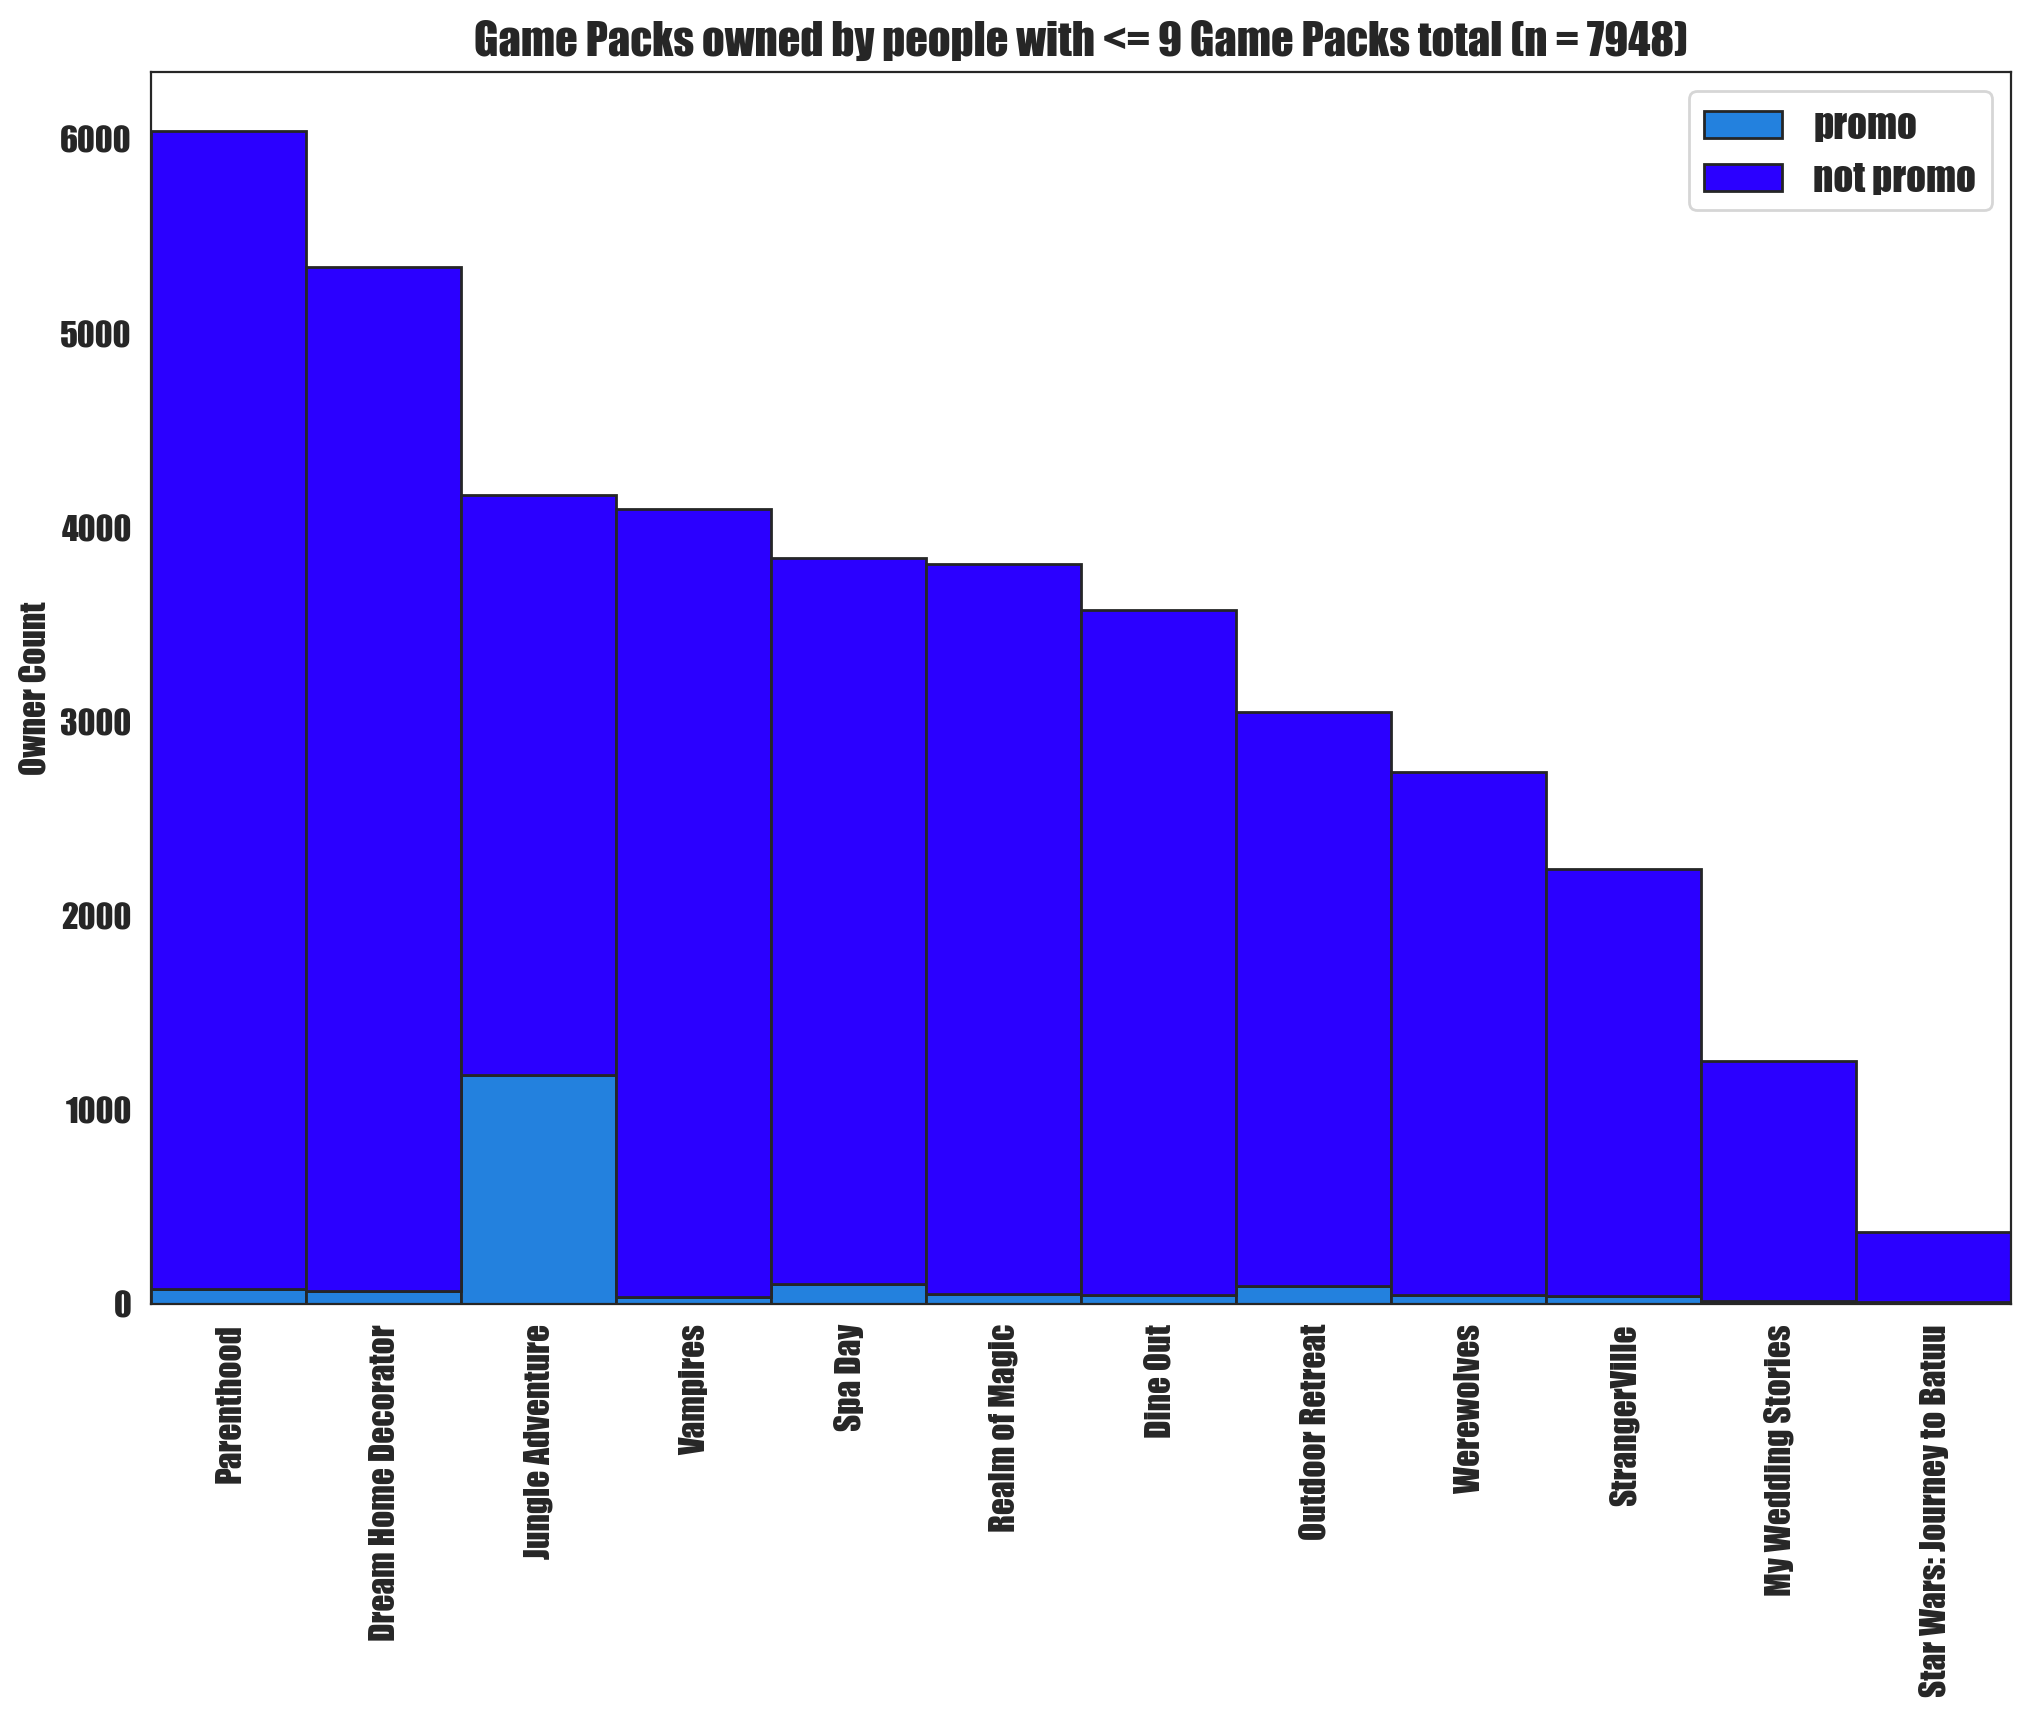 Game Packs owned by people with <= 9 Game Packs total (n = 7948)
promo
not promo
Owner Count
6000
5000
4000
3000
2000
1000
0
Parenthood
Dream Home Decorator
Jungle Adventure
Vampires
Spa Day
Realm of Magic
Dine Out
Outdoor Retreat
Werewolves
StrangerVille
My Wedding Stories
Star Wars: Journey to Batuu